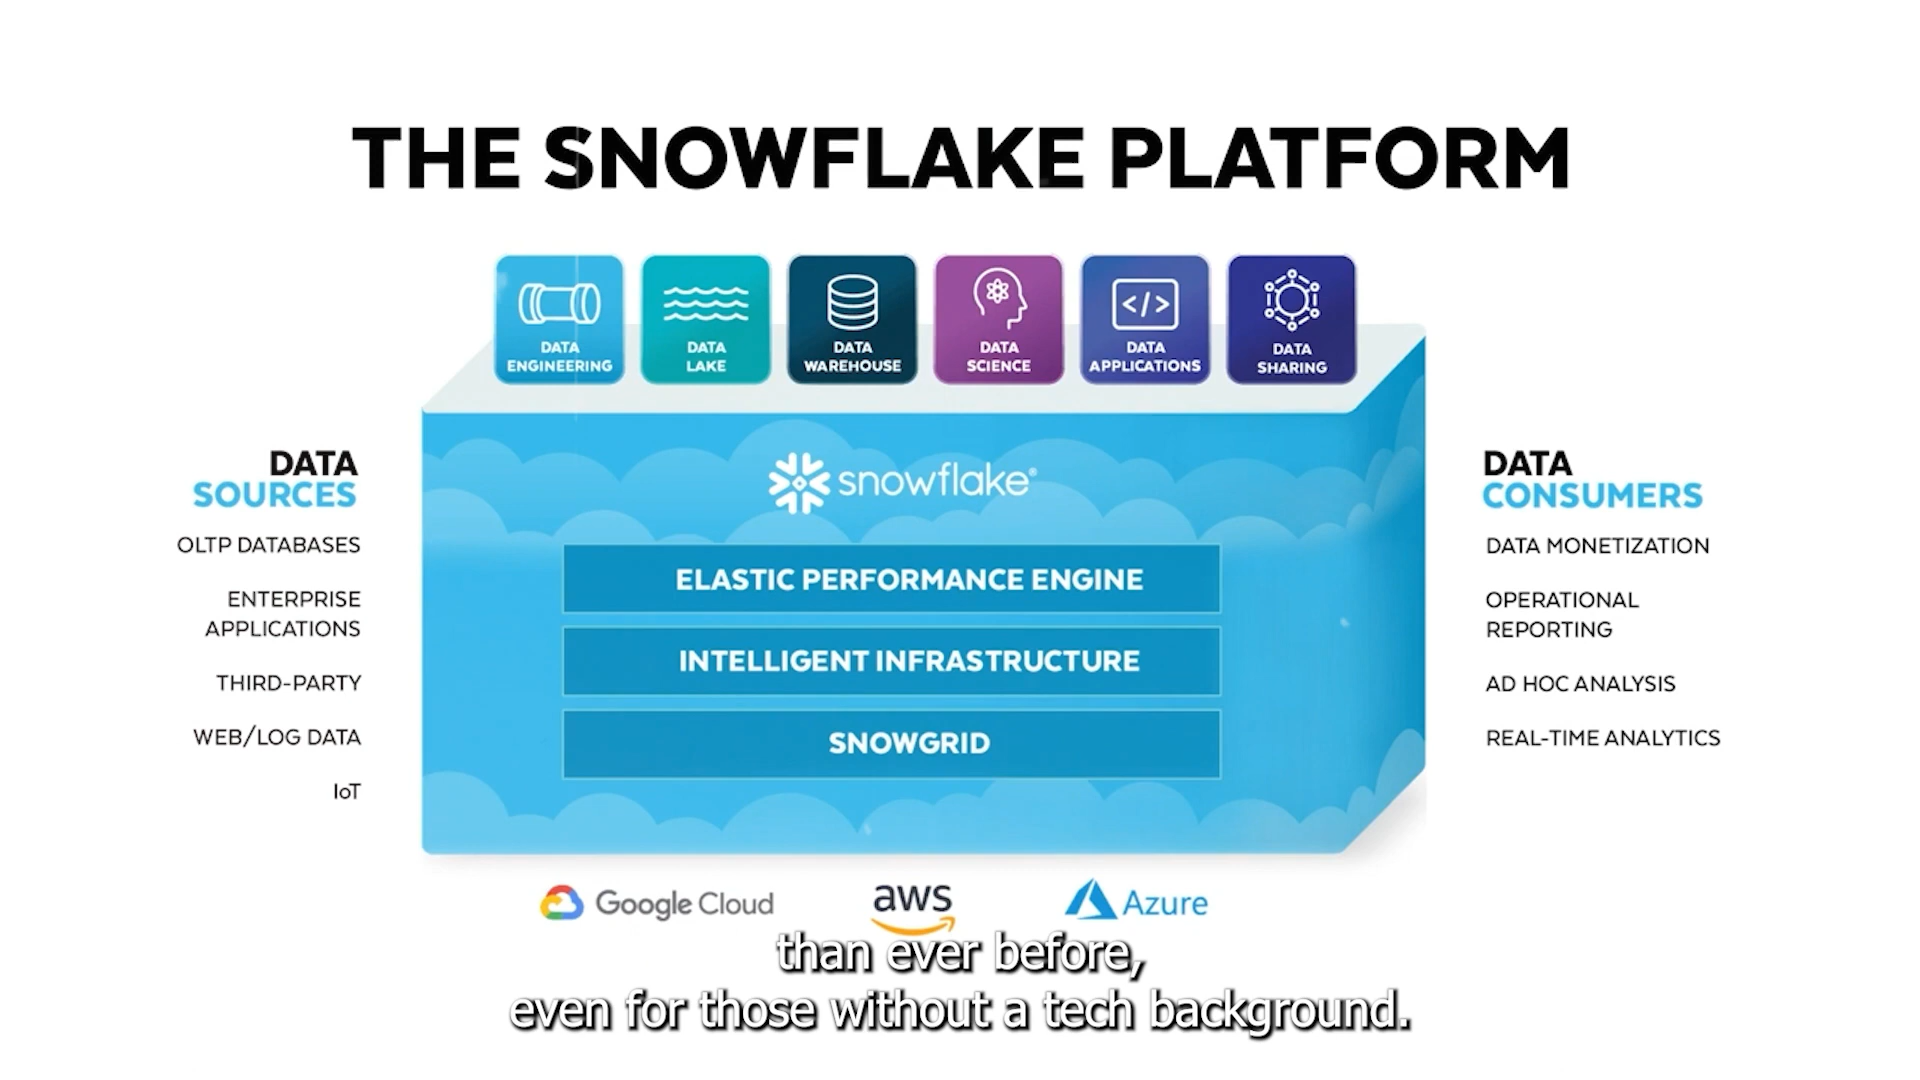 THE SNOWFLAKE PLATFORM
DATA
ENGINEERING
DATA
LAKE
DATA
WAREHOUSE
DATA
SCIENCE
</>
DATA
APPLICATIONS
DATA
SHARING
DATA
SOURCES
OLTP DATABASES
ENTERPRISE
APPLICATIONS
THIRD-PARTY
WEB/LOG DATA
IoT
snowflake®
ELASTIC PERFORMANCE ENGINE
INTELLIGENT INFRASTRUCTURE
SNOWGRID
DATA
CONSUMERS
DATA MONETIZATION
OPERATIONAL
REPORTING
AD HOC ANALYSIS
REAL-TIME ANALYTICS
Google Cloud
aws
Azure
than ever before,
even for those without a tech background.